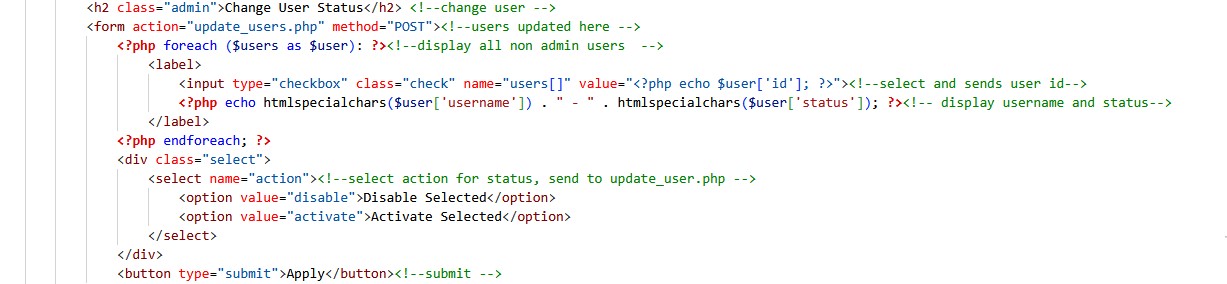 <h2 class="admin">Change User Status</h2> <!--change user -->
<form action="update_users.php" method="POST"><!--users updated here -->
<?php foreach ($users as $user): ?><!--display all non admin users  -->
<label>
<input type="checkbox" class="check" name="users[]" value="<?php echo $user['id']; ?>"><!--select and sends user id-->
<?php echo htmlspecialchars($user['username']) . " - " . htmlspecialchars($user['status']); ?><!-- display username and status-->
</label>
<?php endforeach; ?>
<div class="select">
<select name="action"><!--select action for status, send to update_user.php -->
<option value="disable">Disable Selected</option>
<option value="activate">Activate Selected</option>
</select>
</div>
<button type="submit">Apply</button><!--submit -->